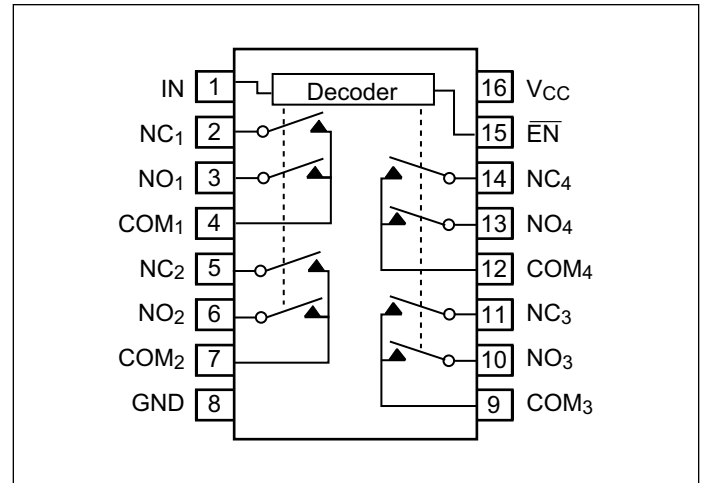 Decoder
IN 1
NC1 2
NO1 3
COM1 4
NC2 5
NO2 6
COM2 7
GND 8
16 VCC
15 E̅N̅
14 NC4
13 NO4
12 COM4
11 NC3
10 NO3
9 COM3